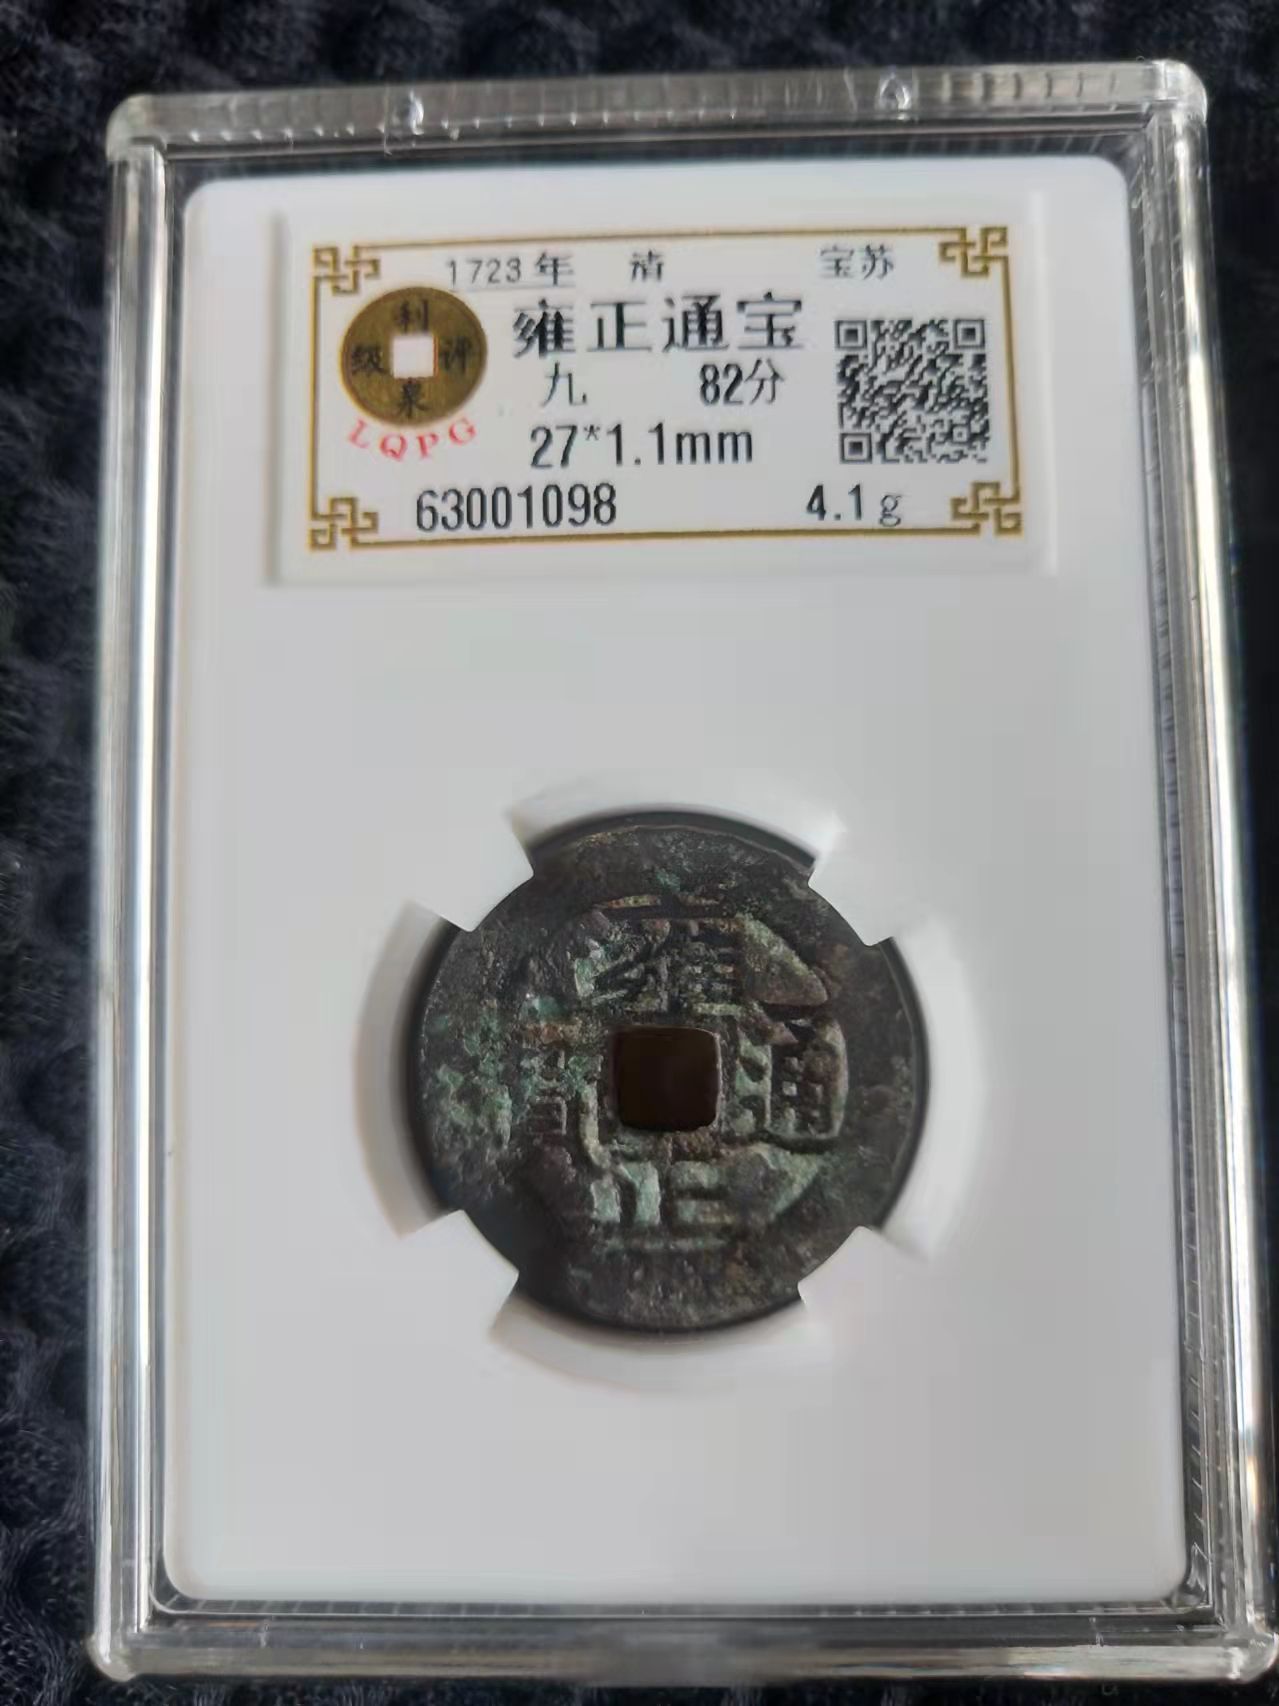 1723年 清 宝苏
利泉评级
雍正通宝
九 82分
LQPG
27*1.1mm
63001098 4.1g
雍正通